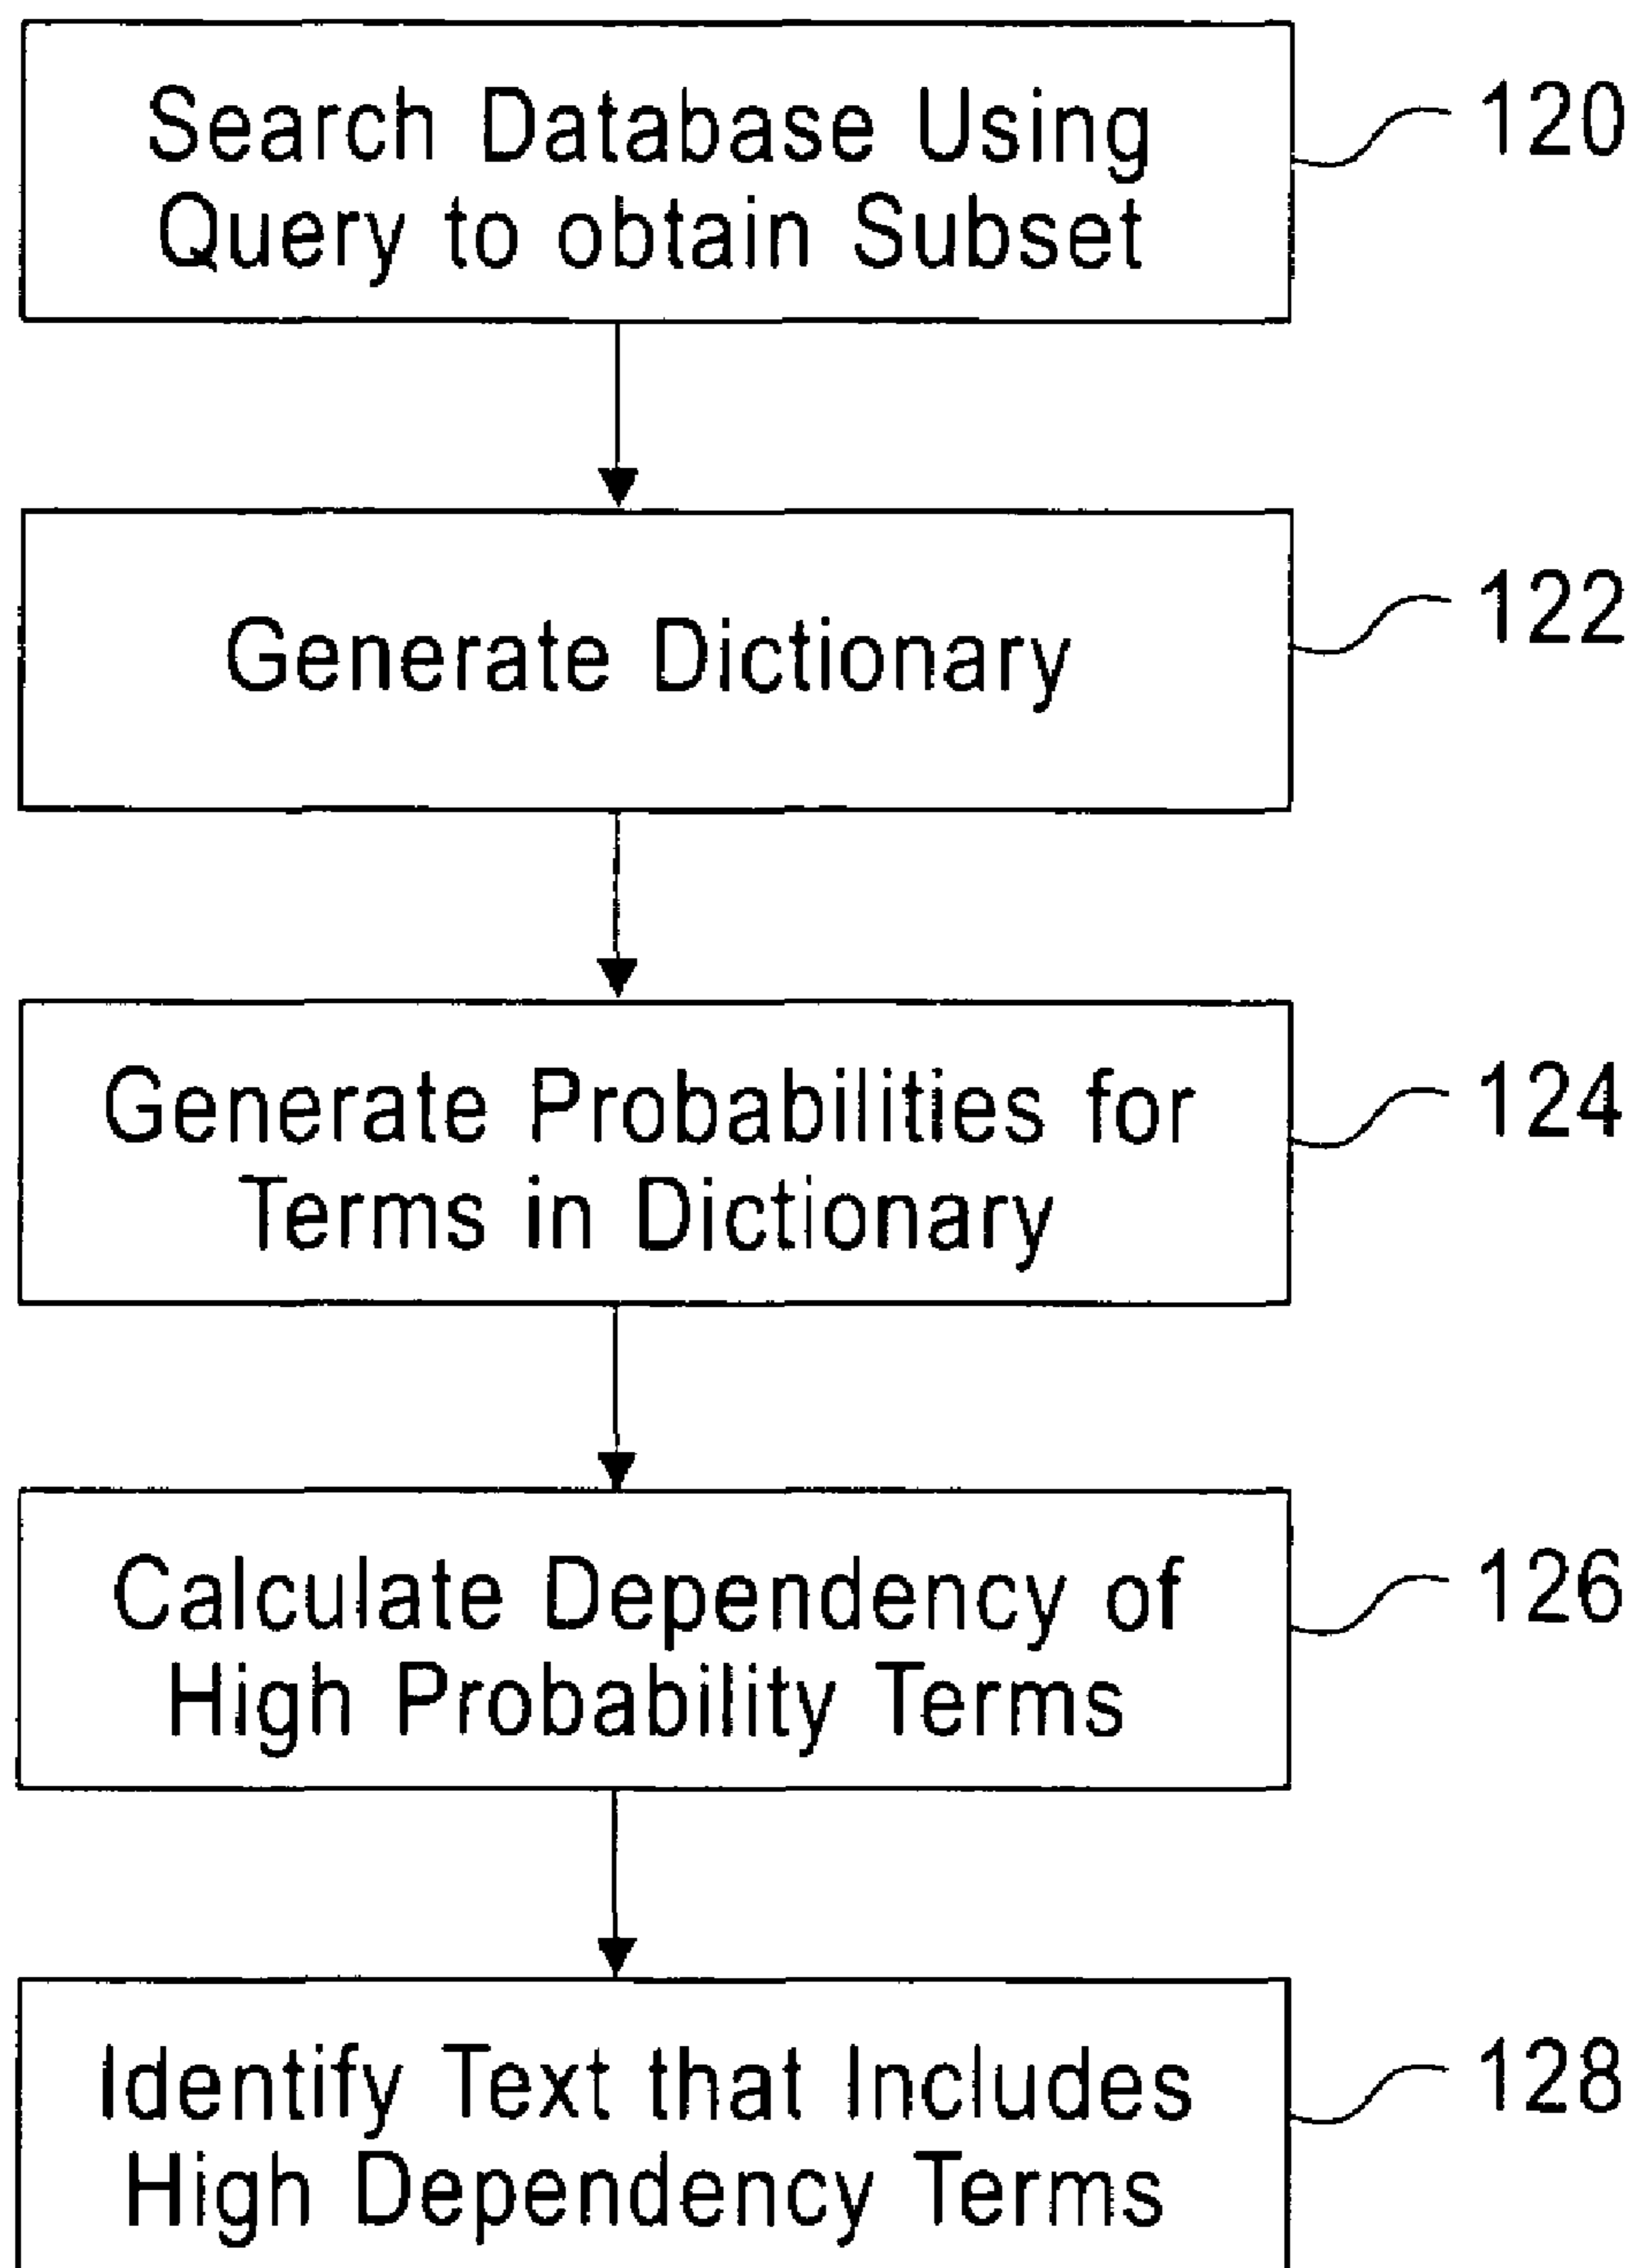 Search Database Using
Query to obtain Subset
120
Generate Dictionary
122
Generate Probabilities for
Terms in Dictionary
124
Calculate Dependency of
High Probability Terms
126
Identify Text that Includes
High Dependency Terms
128